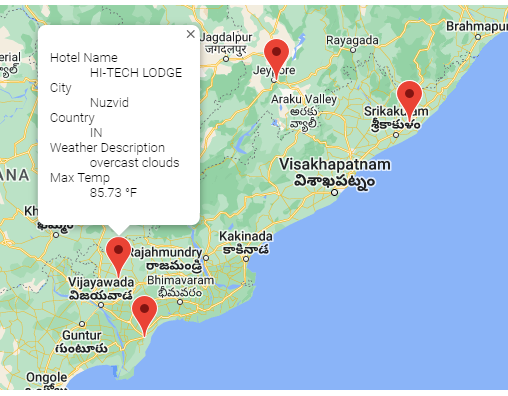 Jagdalpur
जगदलपुर
Rayagada
Brahmapur
×
Hotel Name
HI-TECH LODGE
City
Nuzvid
Country
IN
Weather Description
overcast clouds
Max Temp
85.73 °F
Jeypore
Araku Valley
అరకు
వ్యాలీ
Srikakulam
శ్రీకాకుళం
Visakhapatnam
విశాఖపట్నం
ANA
Kh
ఖమ్మం
Rajahmundry
రాజమండ్రి
Kakinada
కాకినాడ
Vijayawada
విజయవాడ
Bhimavaram
భీమవరం
Guntur
గుంటూరు
Ongole